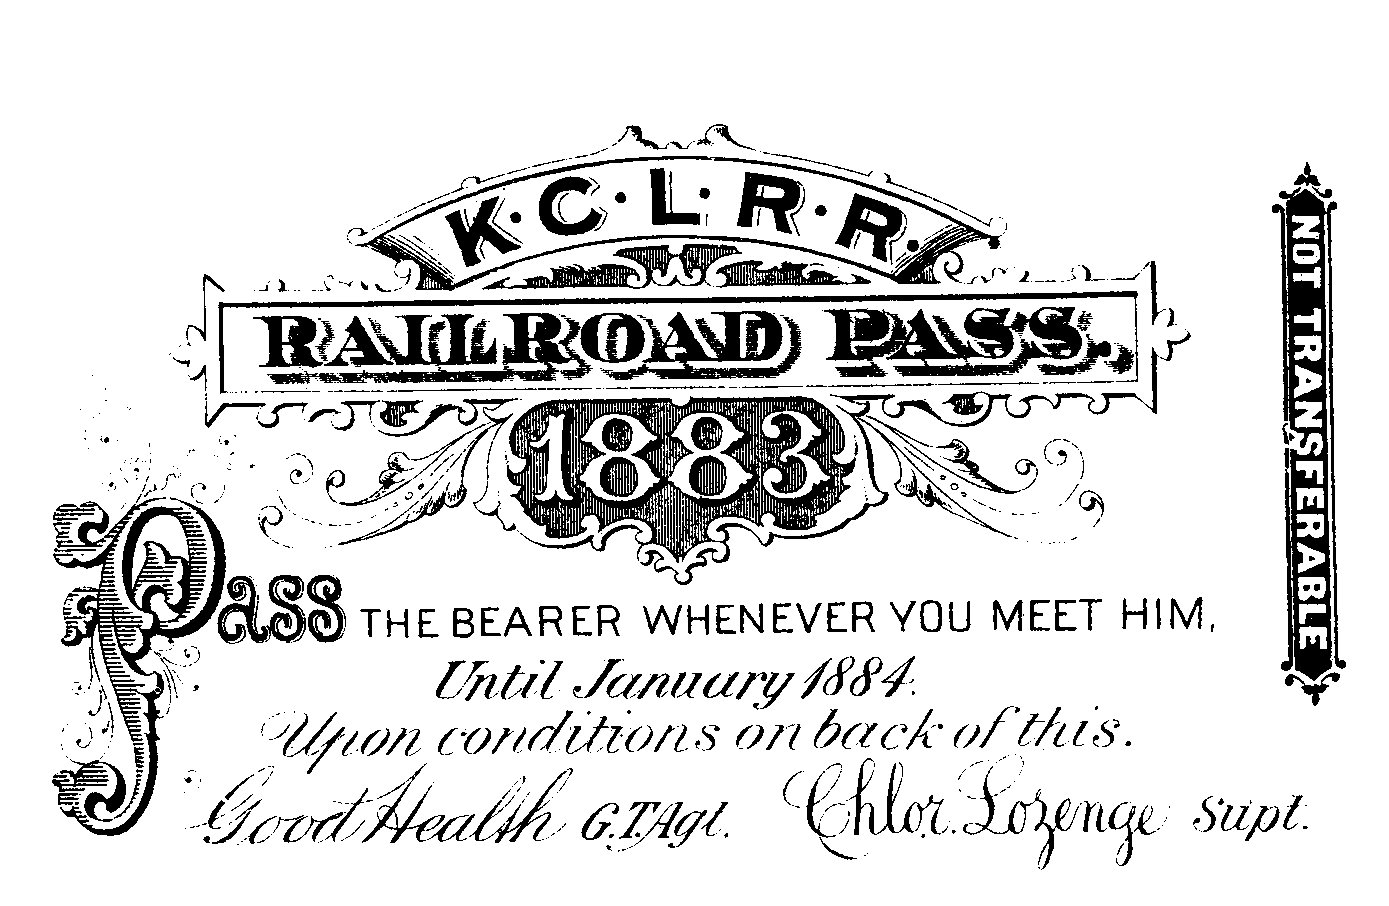 K·C·L·R·R.
RAILROAD PASS,
1883
Pass THE BEARER WHENEVER YOU MEET HIM,
Until January 1884.
Upon conditions on back of this.
Good Health G.T.Agt. Chlor. Lozenge Supt.
NOT TRANSFERABLE